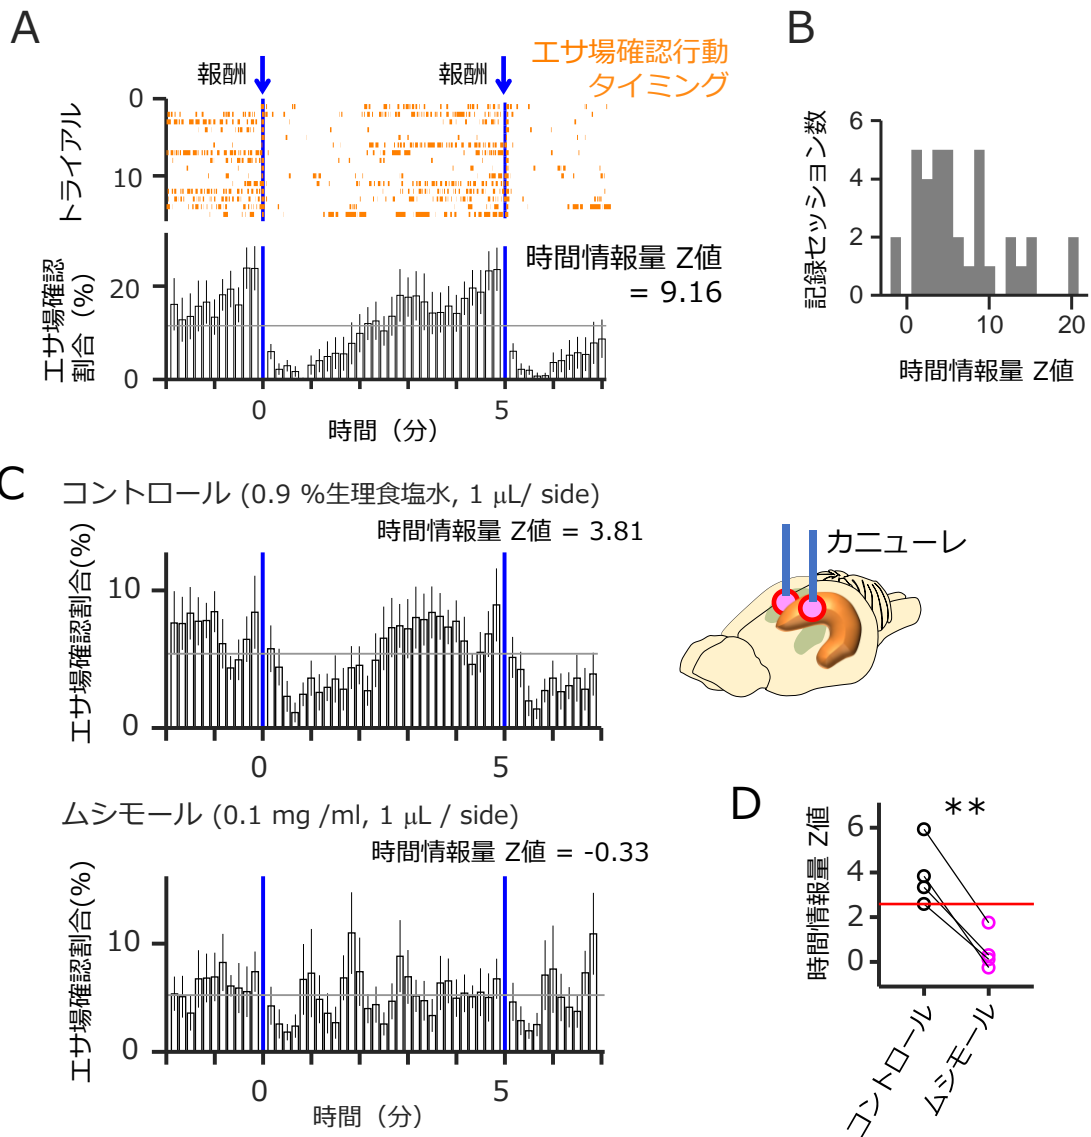 A
エサ場確認行動
タイミング
報酬
報酬
トライアル
0
10
エサ場確認
割合（%）
20
0
時間情報量 Z値
= 9.16
0
5
時間（分）
B
記録セッション数
6
4
2
0
0
10
20
時間情報量 Z値
C
コントロール (0.9 %生理食塩水, 1 μL/ side)
時間情報量 Z値 = 3.81
エサ場確認割合(%)
10
0
0
5
カニューレ
ムシモール (0.1 mg /ml, 1 μL / side)
時間情報量 Z値 = -0.33
エサ場確認割合(%)
10
0
0
5
時間（分）
D
時間情報量 Z値
6
4
2
0
**
コントロール
ムシモール